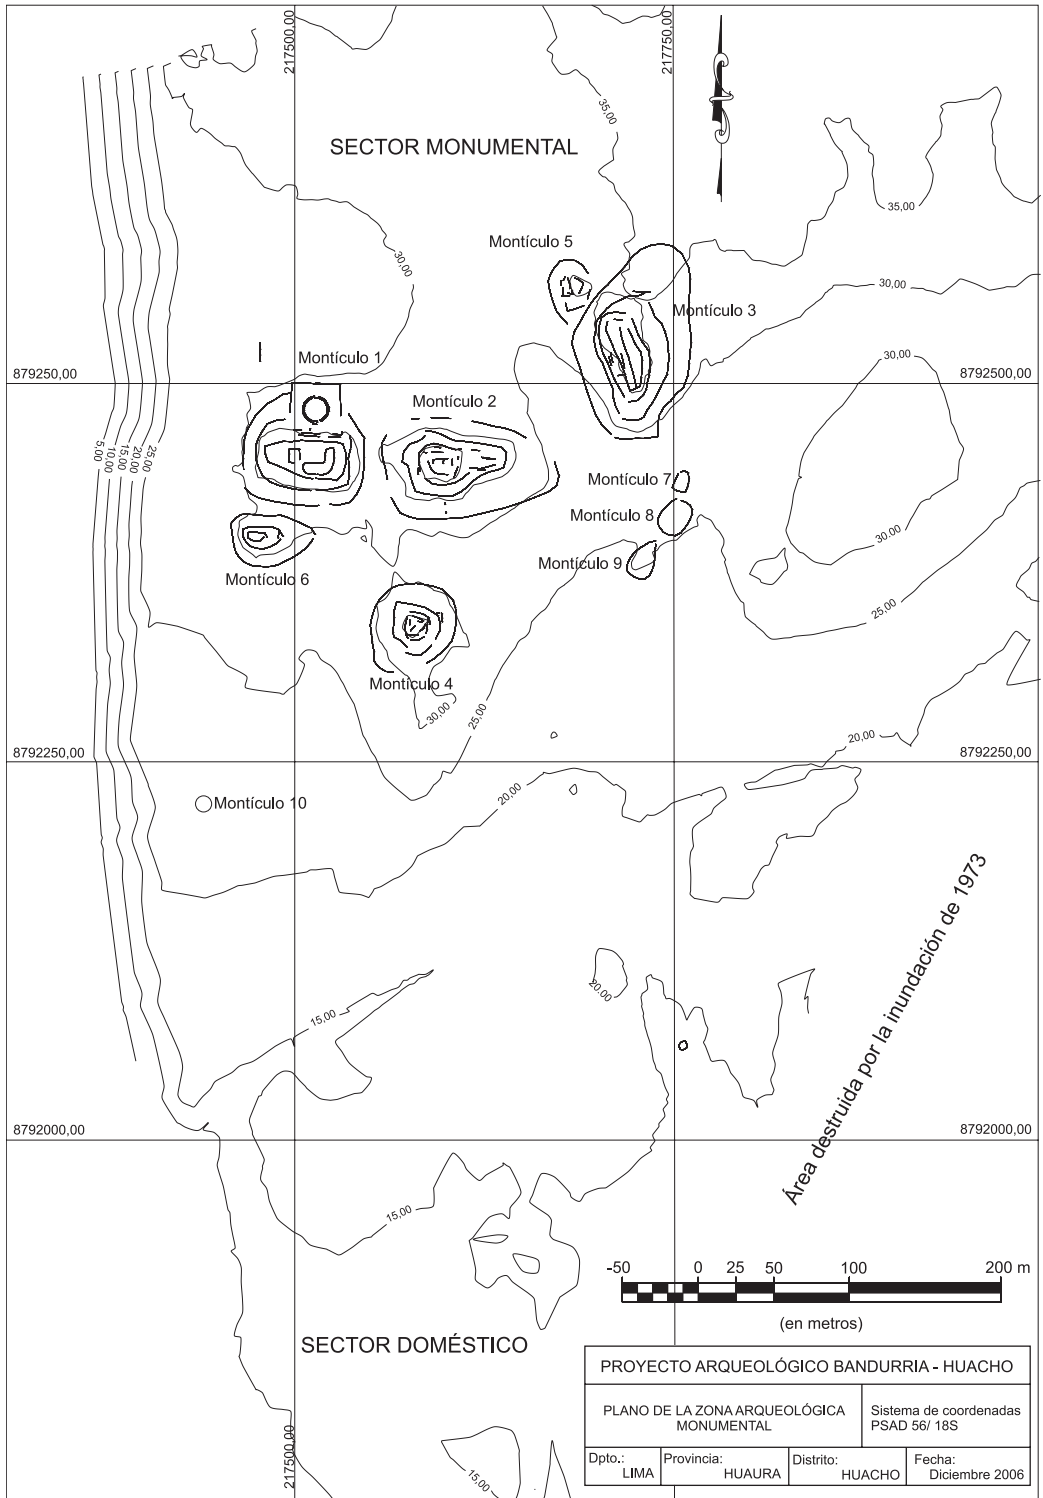 217500,00
217750,00
35,00
SECTOR MONUMENTAL
35,00
Montículo 5
30,00
30,00
Montículo 3
Montículo 1
30,00
879250,00
8792500,00
Montículo 2
5,00
10,00
15,00
20,00
25,00
Montículo 7
Montículo 8
30.00
Montículo 9
Montículo 6
25,00
Montículo 4
30,00
25,00
20,00
8792250,00
8792250,00
20,00
Montículo 10
Área destruida por la inundación de 1973
20.00
15,00
8792000,00
8792000,00
15,00
-50 0 25 50 100 200 m
(en metros)
SECTOR DOMÉSTICO
217500,00
15,00
PROYECTO ARQUEOLÓGICO BANDURRIA - HUACHO
PLANO DE LA ZONA ARQUEOLÓGICA
MONUMENTAL
Sistema de coordenadas
PSAD 56/ 18S
Dpto.:
LIMA
Provincia:
HUAURA
Distrito:
HUACHO
Fecha:
Diciembre 2006